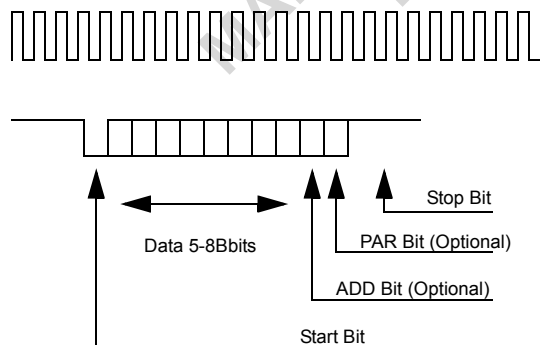 Stop Bit
Data 5-8Bbits
PAR Bit (Optional)
ADD Bit (Optional)
Start Bit